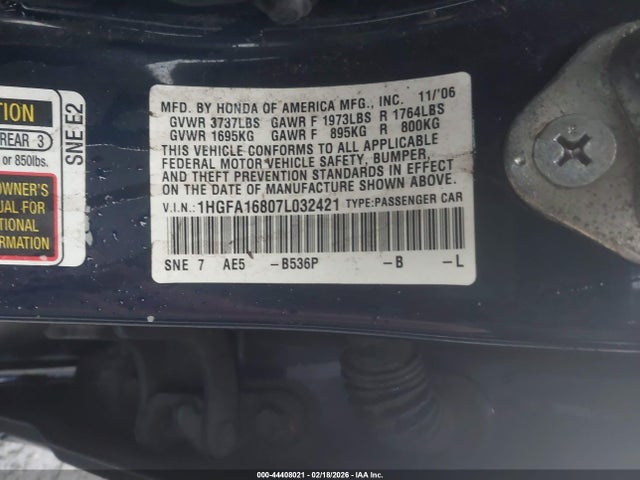 TION
REAR 3
or 850lbs.
OWNER'S
UAL FOR
TIONAL
MATION.
SNE E2
MFD. BY HONDA OF AMERICA MFG., INC. 11/'06
GVWR 3737LBS GAWR F 1973LBS R 1764LBS
GVWR 1695KG GAWR F 895KG R 800KG
THIS VEHICLE CONFORMS TO ALL APPLICABLE
FEDERAL MOTOR VEHICLE SAFETY, BUMPER,
AND THEFT PREVENTION STANDARDS IN EFFECT
ON DATE OF MANUFACTURE SHOWN ABOVE.
V.I.N.: 1HGFA16807L032421 TYPE:PASSENGER CAR
SNE 7 AE5 -B536P -B -L
000-44408021 - 02/18/2026 - IAA Inc.